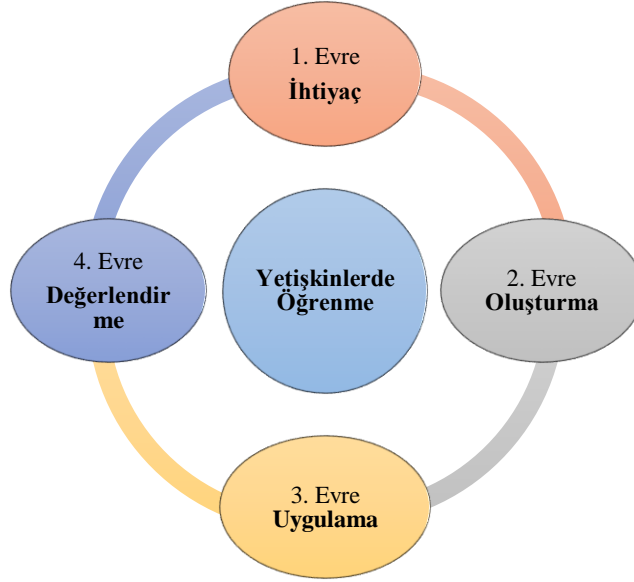 1. Evre
İhtiyaç
2. Evre
Oluşturma
3. Evre
Uygulama
4. Evre
Değerlendir
me
Yetişkinlerde
Öğrenme